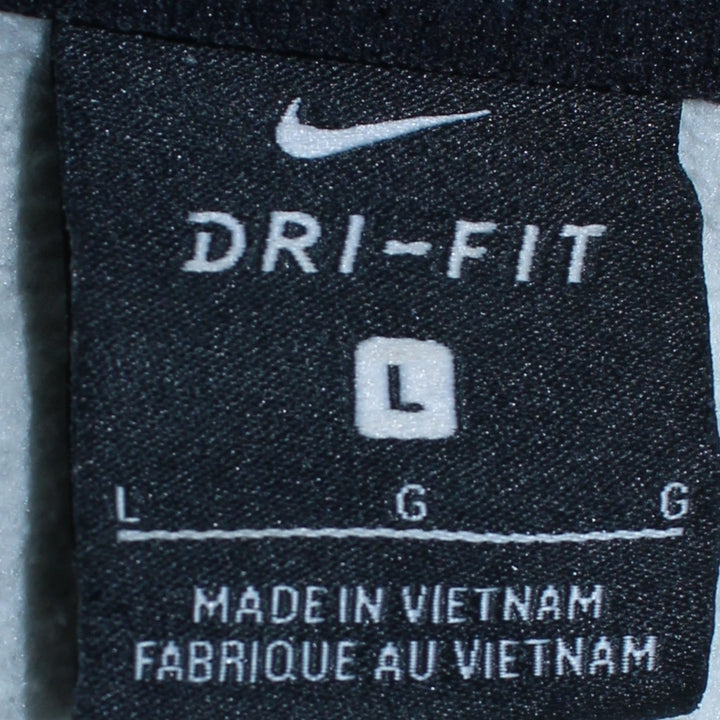 DRI-FIT
L
L G G
MADE IN VIETNAM
FABRIQUE AU VIETNAM